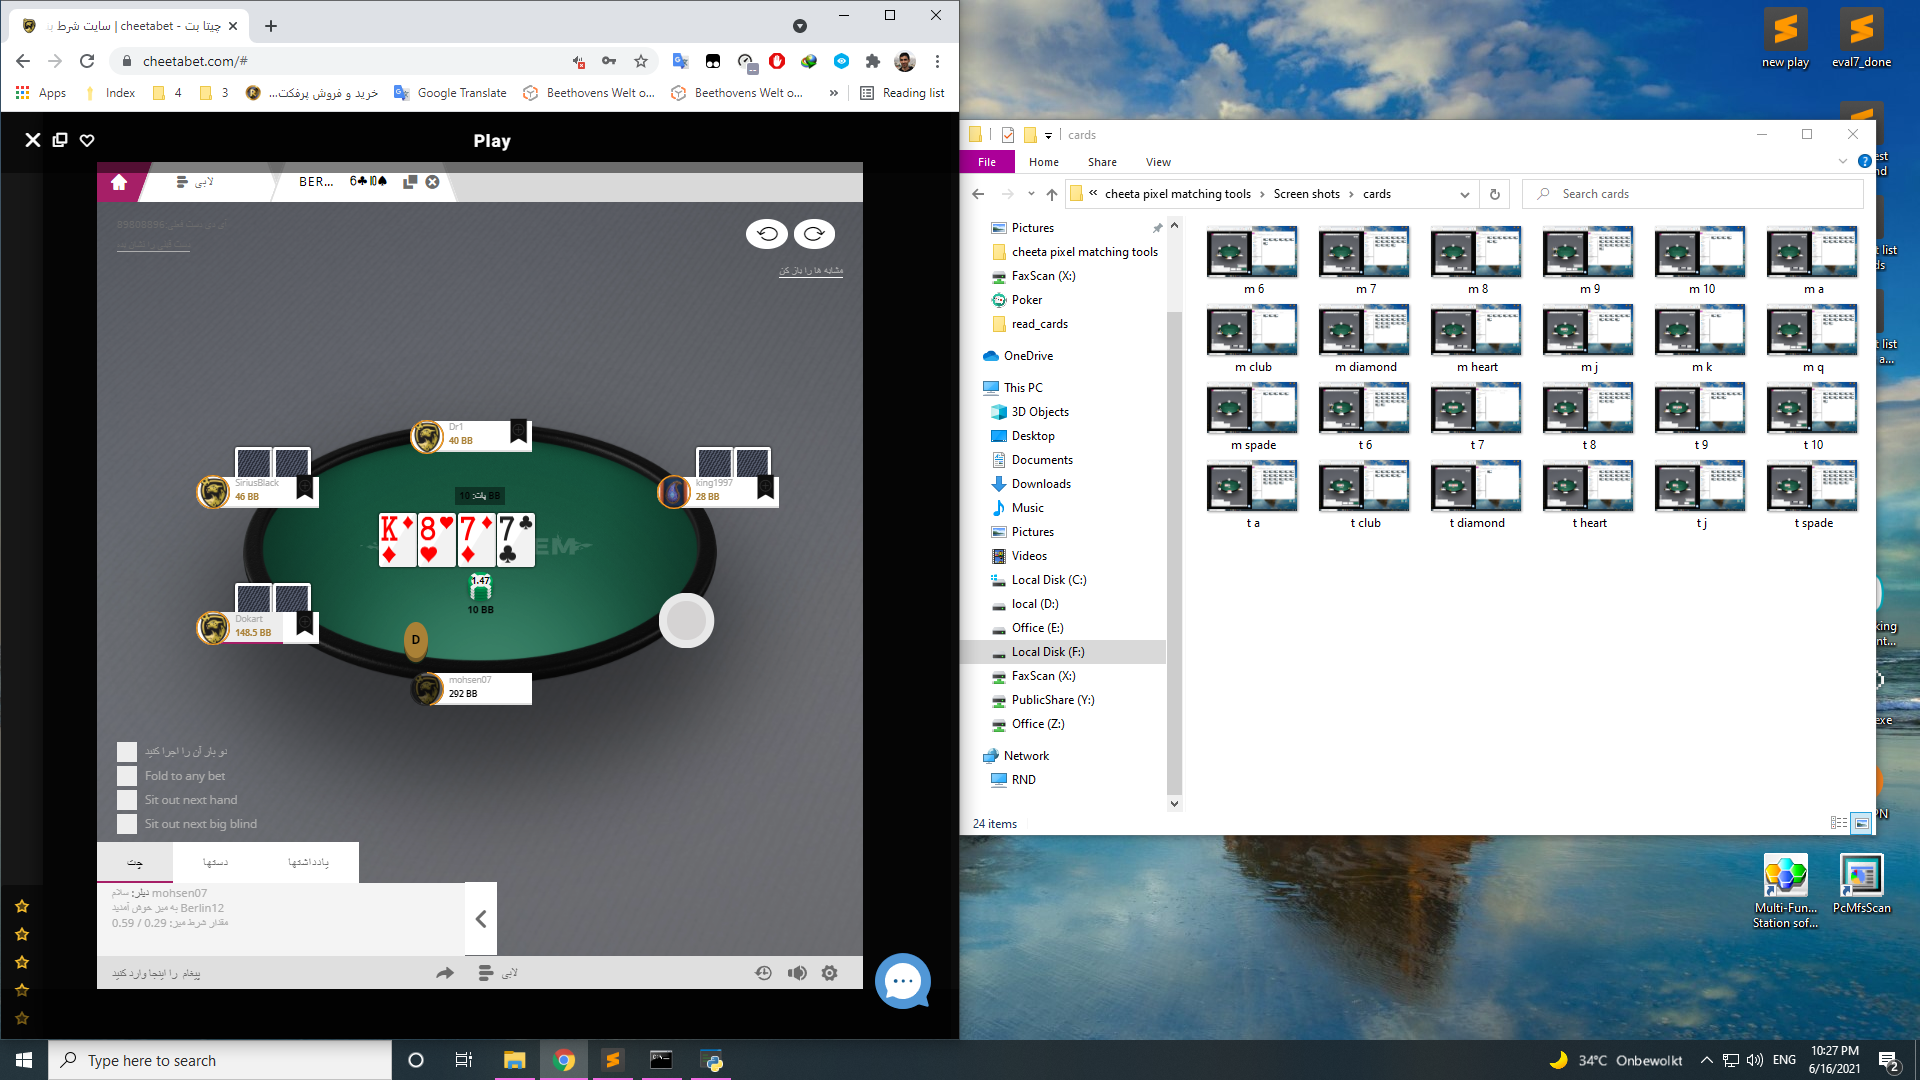 چیتا بت - cheetabet | سایت شرط ب
cheetabet.com/#
Apps
Index
4
3
خرید و فروش پرفکت...
Google Translate
Beethovens Welt o...
Beethovens Welt o...
»
Reading list
Play
لابی
BER... 6♣10♠
مشابه ها را باز کن
Dr1
40 BB
SiriusBlack
46 BB
king1997
28 BB
پات: 10 BB
K♦ 8♥ 7♦ 7♣
EM
1.47
10 BB
Dokart
148.5 BB
D
mohsen07
292 BB
دو بار آن را اجرا کنید
Fold to any bet
Sit out next hand
Sit out next big blind
چت
دستها
یادداشتها
دیلر: سلام mohsen07
به میز خوش آمدید Berlin12
مقدار شرط میز: 0.29 / 0.59
پیغام را اینجا وارد کنید
لابی
cards
File
Home
Share
View
« cheeta pixel matching tools › Screen shots › cards
Search cards
Pictures
cheeta pixel matching tools
FaxScan (X:)
Poker
read_cards
OneDrive
This PC
3D Objects
Desktop
Documents
Downloads
Music
Pictures
Videos
Local Disk (C:)
local (D:)
Office (E:)
Local Disk (F:)
FaxScan (X:)
PublicShare (Y:)
Office (Z:)
Network
RND
m 6
m 7
m 8
m 9
m 10
m a
m club
m diamond
m heart
m j
m k
m q
m spade
t 6
t 7
t 8
t 9
t 10
t a
t club
t diamond
t heart
t j
t spade
24 items
new play
eval7_done
Multi-Fun... Station sof...
PcMfsScan
Type here to search
34°C Onbewolkt
ENG
10:27 PM
6/16/2021
2